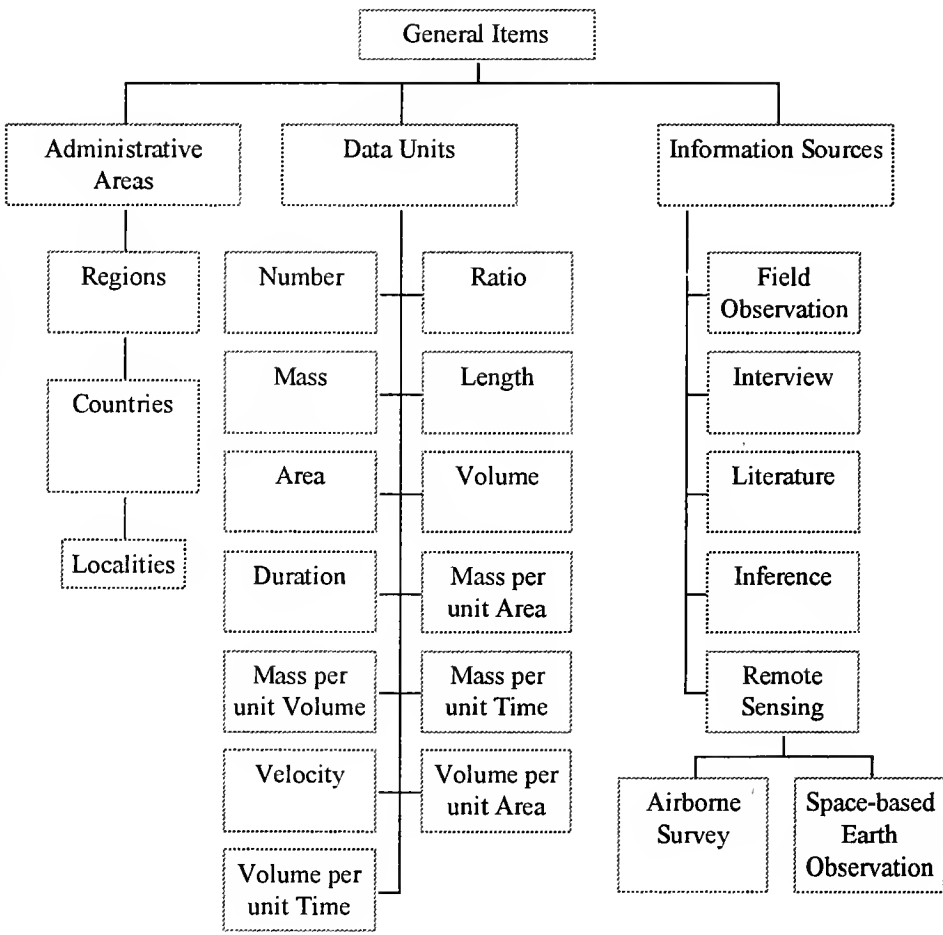 General Items
Administrative
Areas
Data Units
Information Sources
Regions
Countries
Localities
Number
Ratio
Mass
Length
Area
Volume
Duration
Mass per
unit Area
Mass per
unit Volume
Mass per
unit Time
Velocity
Volume per
unit Area
Volume per
unit Time
Field
Observation
Interview
Literature
Inference
Remote
Sensing
Airborne
Survey
Space-based
Earth
Observation